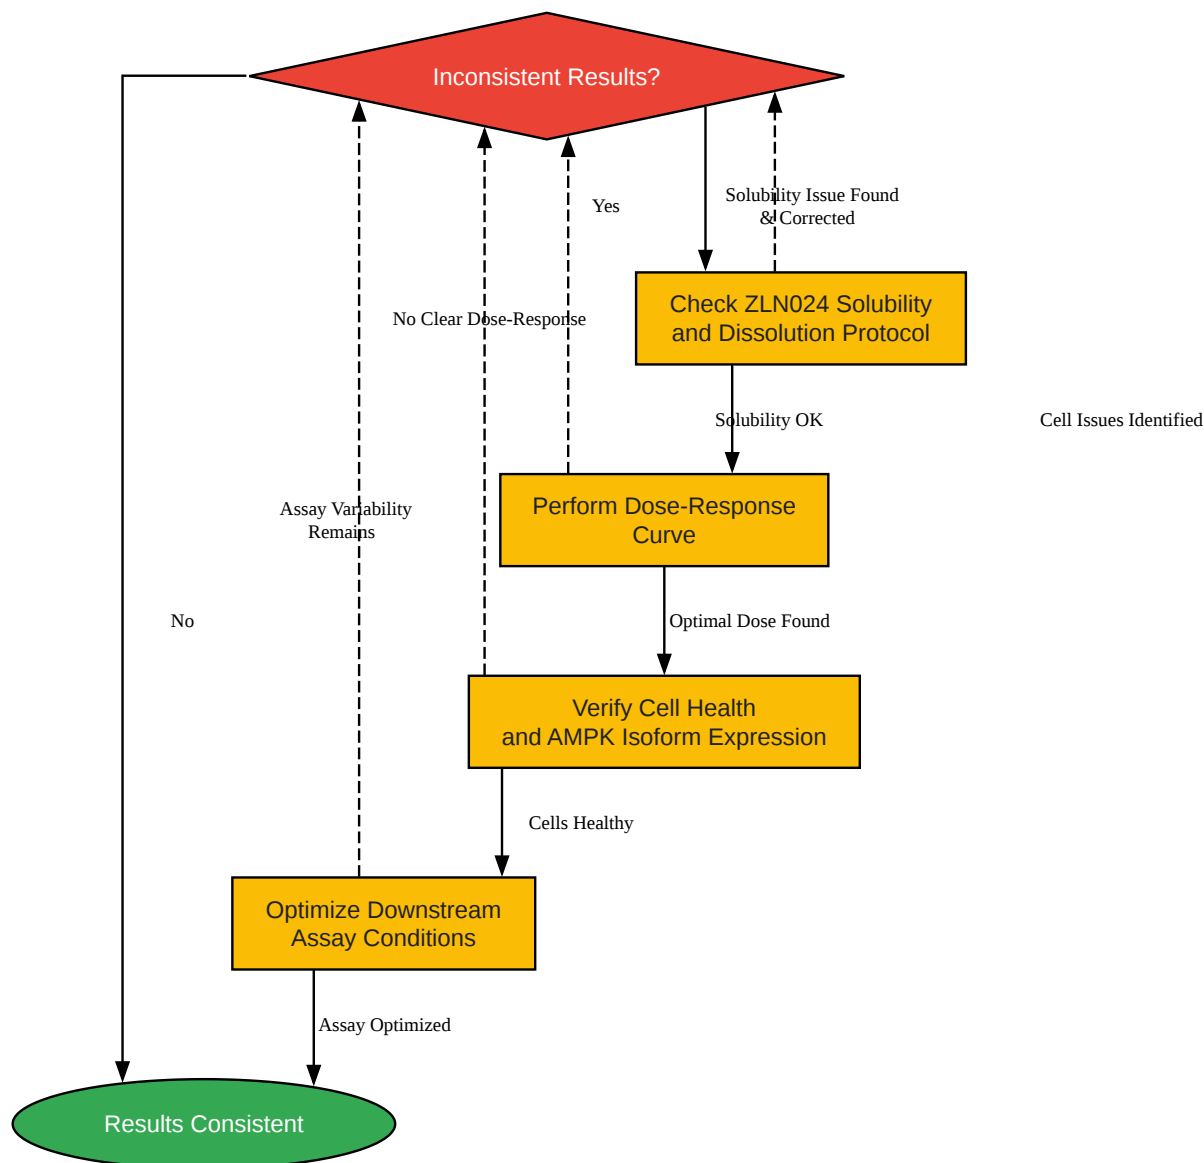 Inconsistent Results?
Solubility Issue Found
& Corrected
Yes
Check ZLN024 Solubility
and Dissolution Protocol
No Clear Dose-Response
Solubility OK
Cell Issues Identified
Perform Dose-Response
Curve
Assay Variability
Remains
No
Optimal Dose Found
Verify Cell Health
and AMPK Isoform Expression
Cells Healthy
Optimize Downstream
Assay Conditions
Assay Optimized
Results Consistent